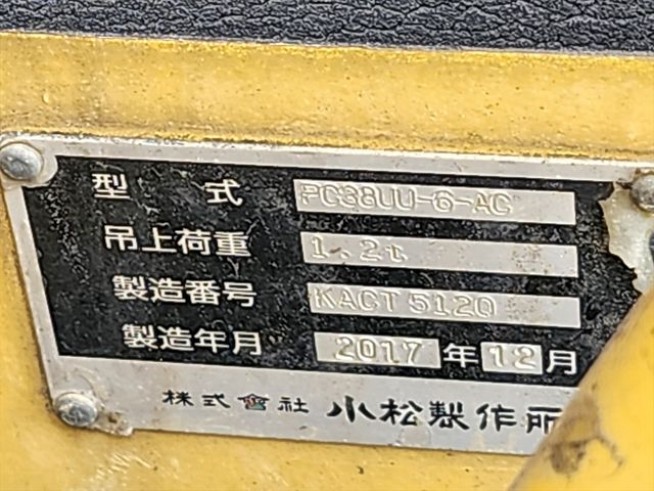 型 式 PC38UU-6-AC
吊上荷重 1.2t
製造番号 KACT5120
製造年月 2017年12月
株式會社 小松製作所